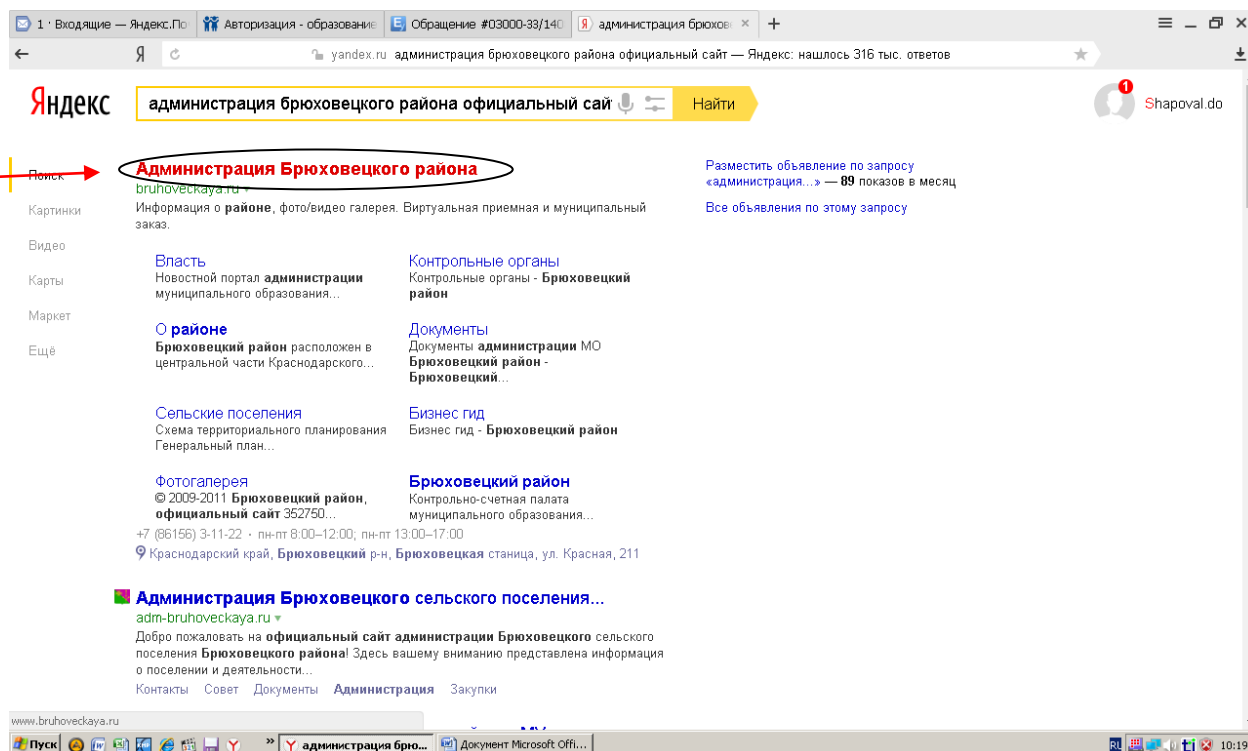 1 · Входящие — Яндекс.По
Авторизация - образование
Обращение #03000-33/140
администрация брюхов
yandex.ru администрация брюховецкого района официальный сайт — Яндекс: нашлось 316 тыс. ответов
Яндекс
администрация брюховецкого района официальный сай
Найти
1
Shapoval.do
Поиск
Картинки
Видео
Карты
Маркет
Ещё
Администрация Брюховецкого района
bruhoveckaya.ru
Информация о районе, фото/видео галерея. Виртуальная приемная и муниципальный
заказ.
Власть
Новостной портал администрации
муниципального образования...
Контрольные органы
Контрольные органы - Брюховецкий
район
О районе
Брюховецкий район расположен в
центральной части Краснодарского...
Документы
Документы администрации МО
Брюховецкий район -
Брюховецкий...
Сельские поселения
Схема территориального планирования
Генеральный план...
Бизнес гид
Бизнес гид - Брюховецкий район
Фотогалерея
© 2009-2011 Брюховецкий район,
официальный сайт 352750...
Брюховецкий район
Контрольно-счетная палата
муниципального образования...
+7 (86156) 3-11-22 · пн-пт 8:00–12:00; пн-пт 13:00–17:00
Краснодарский край, Брюховецкий р-н, Брюховецкая станица, ул. Красная, 211
Администрация Брюховецкого сельского поселения...
adm-bruhoveckaya.ru
Добро пожаловать на официальный сайт администрации Брюховецкого сельского
поселения Брюховецкого района! Здесь вашему вниманию представлена информация
о поселении и деятельности...
Контакты Совет Документы Администрация Закупки
Разместить объявление по запросу
«администрация...» — 89 показов в месяц
Все объявления по этому запросу
www.bruhoveckaya.ru
Пуск
администрация брю...
Документ Microsoft Offi...
RU
10:19